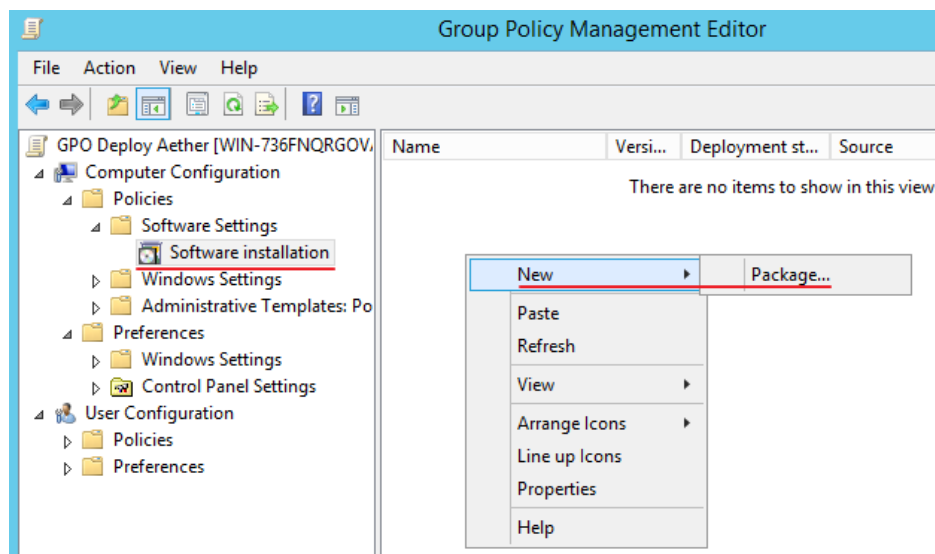 Group Policy Management Editor
File Action View Help
GPO Deploy Aether [WIN-736FNQRGOV
Computer Configuration
Policies
Software Settings
Software installation
Windows Settings
Administrative Templates: Po
Preferences
Windows Settings
Control Panel Settings
User Configuration
Policies
Preferences
Name Versi... Deployment st... Source
There are no items to show in this view
New
Package...
Paste
Refresh
View
Arrange Icons
Line up Icons
Properties
Help